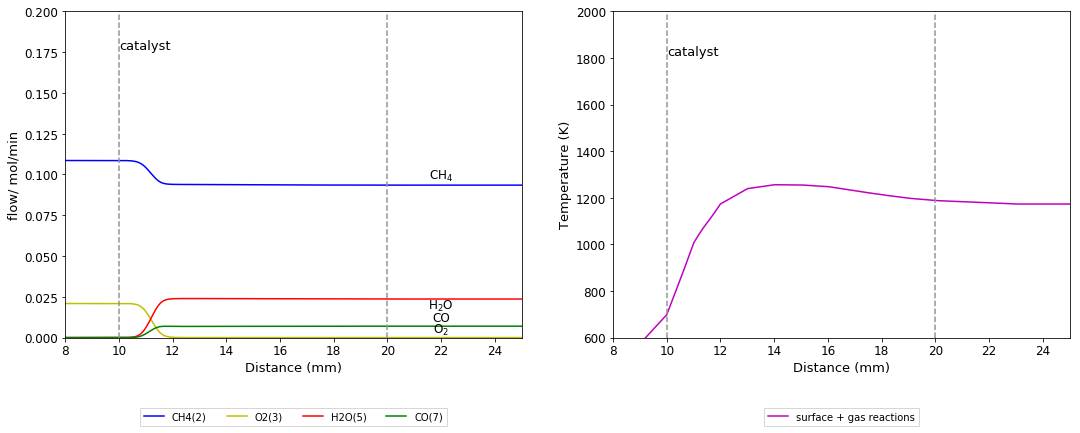 0.200
0.175
0.150
0.125
0.100
0.075
0.050
0.025
0.000
flow/ mol/min
catalyst
CH₄
H₂O
CO
O₂
8 10 12 14 16 18 20 22 24
Distance (mm)
CH4(2) O2(3) H2O(5) CO(7)
2000
1800
1600
1400
1200
1000
800
600
Temperature (K)
catalyst
8 10 12 14 16 18 20 22 24
Distance (mm)
surface + gas reactions